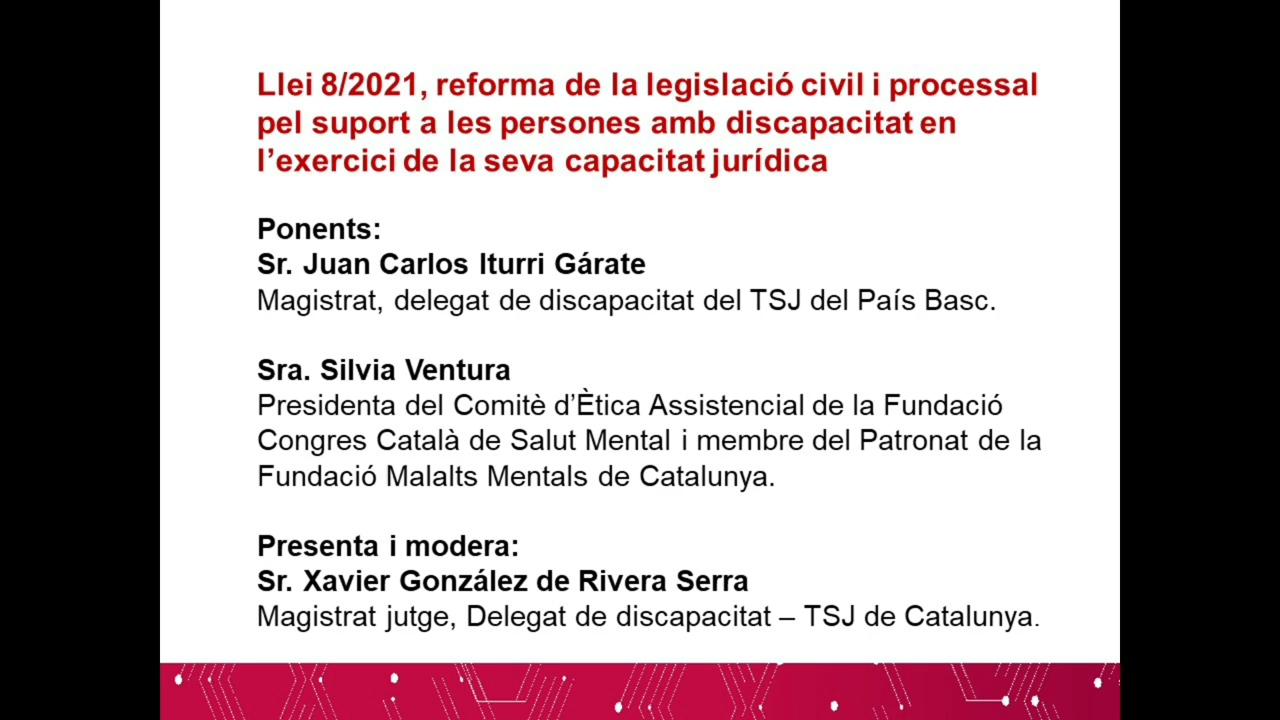 Llei 8/2021, reforma de la legislació civil i processal
pel suport a les persones amb discapacitat en
l’exercici de la seva capacitat jurídica
Ponents:
Sr. Juan Carlos Iturri Gárate
Magistrat, delegat de discapacitat del TSJ del País Basc.
Sra. Silvia Ventura
Presidenta del Comitè d’Ètica Assistencial de la Fundació
Congres Català de Salut Mental i membre del Patronat de la
Fundació Malalts Mentals de Catalunya.
Presenta i modera:
Sr. Xavier González de Rivera Serra
Magistrat jutge, Delegat de discapacitat – TSJ de Catalunya.